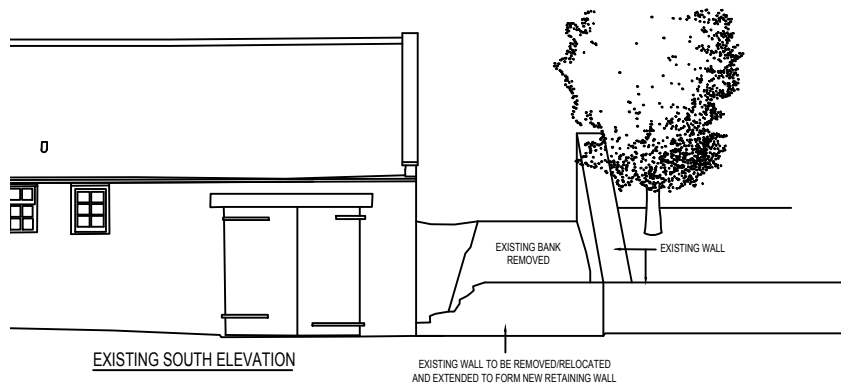 EXISTING BANK
REMOVED
EXISTING WALL
EXISTING SOUTH ELEVATION
EXISTING WALL TO BE REMOVED/RELOCATED
AND EXTENDED TO FORM NEW RETAINING WALL